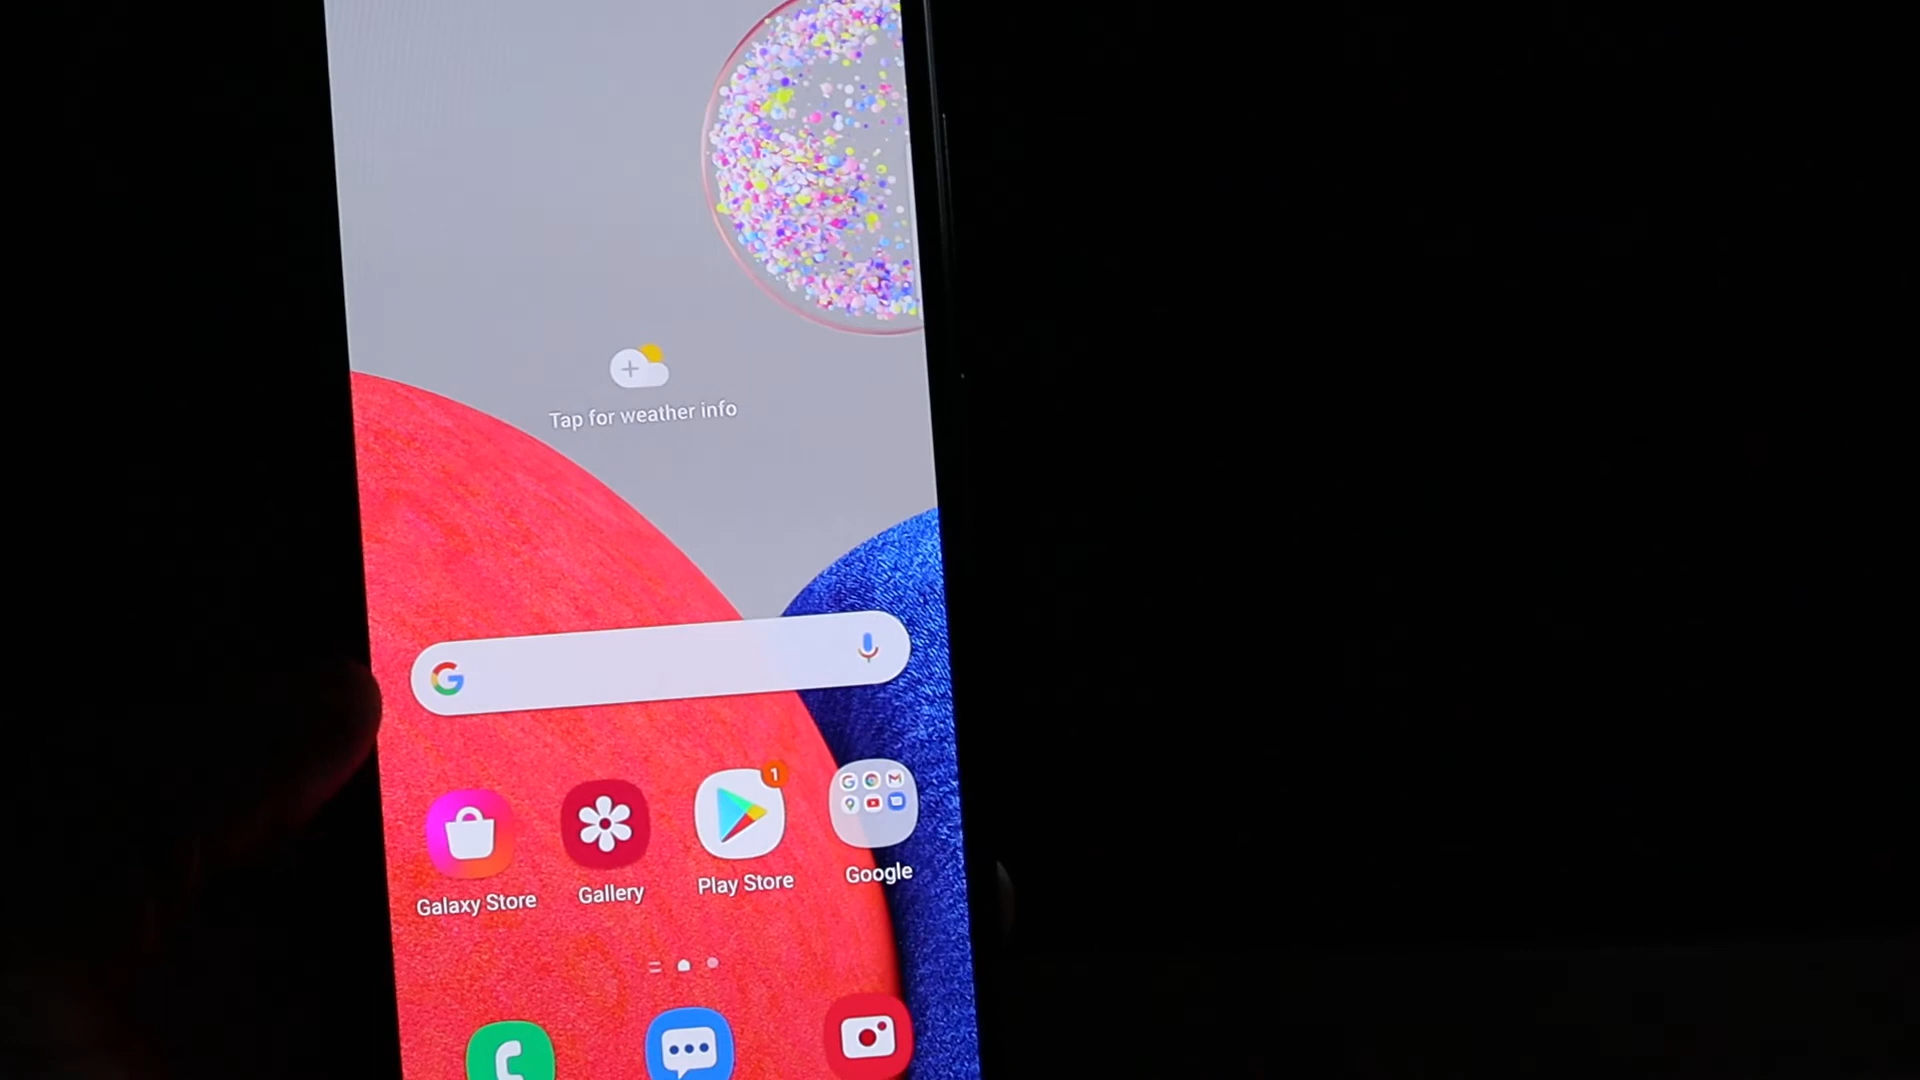 Tap for weather info
G
1
Galaxy Store
Gallery
Play Store
Google